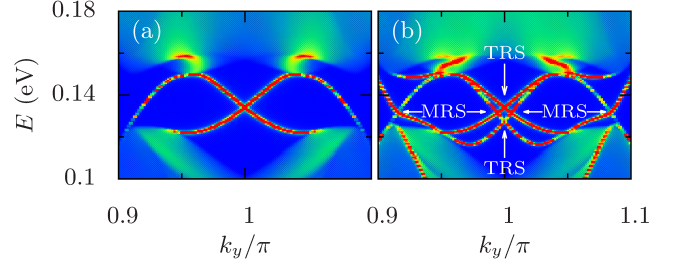 (a) (b)
0.18
TRS
E (eV)
0.14
MRS MRS
TRS
0.1
0.9 1 0.9 1 1.1
k_y/π k_y/π